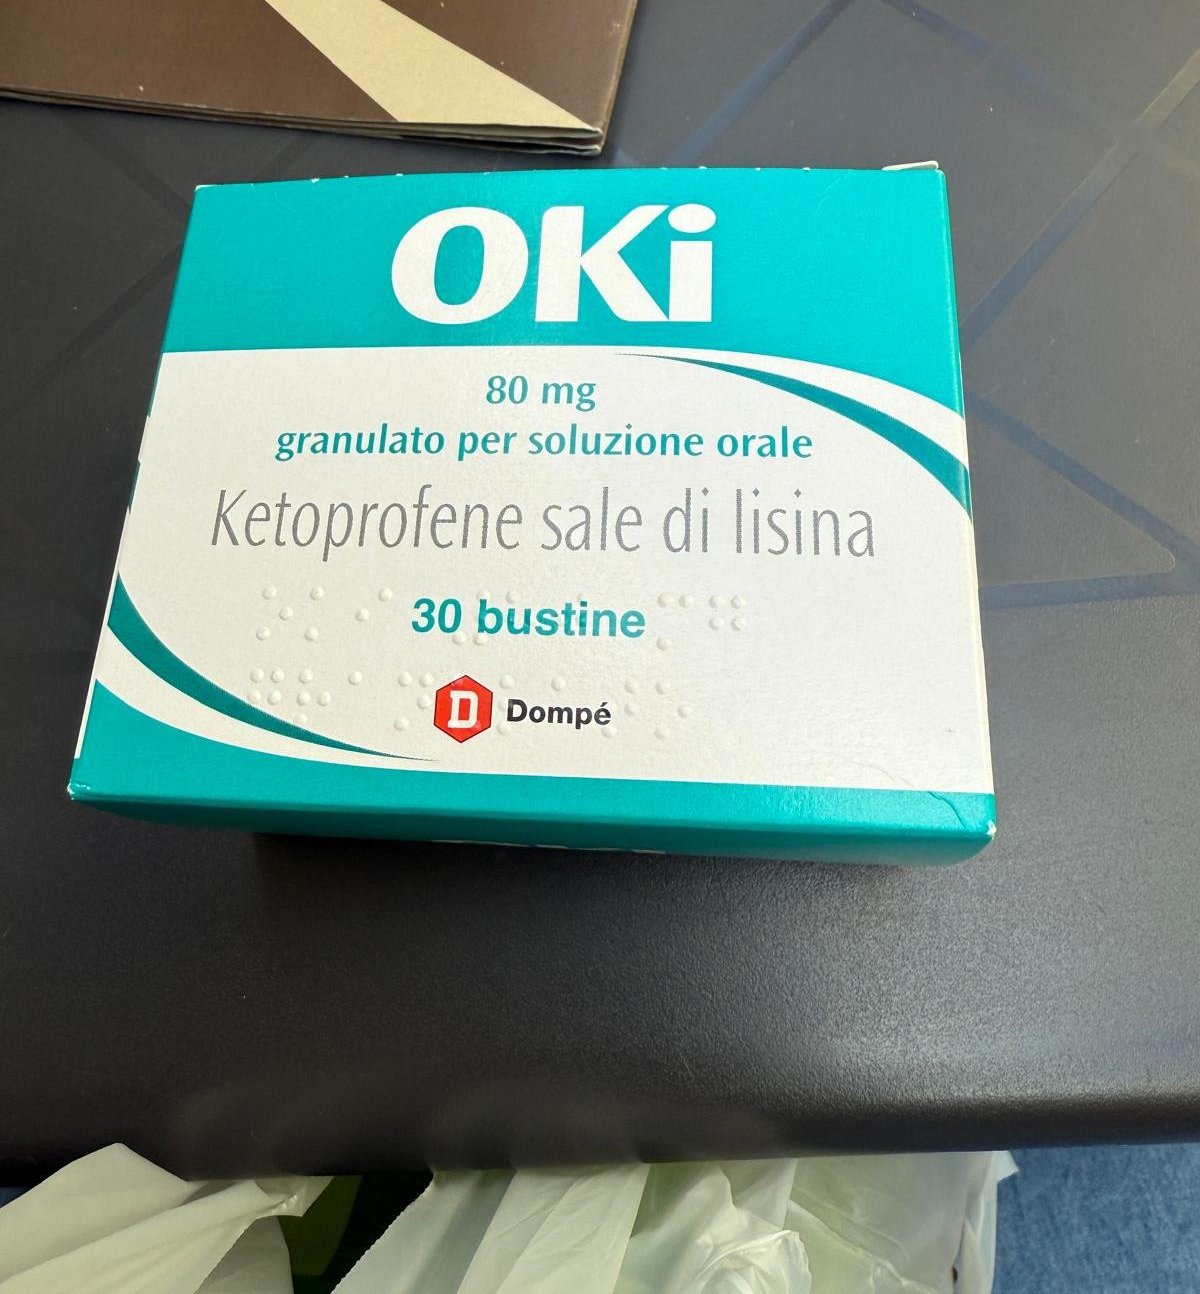 OKi
80 mg
granulato per soluzione orale
Ketoprofene sale di lisina
30 bustine
D Dompé